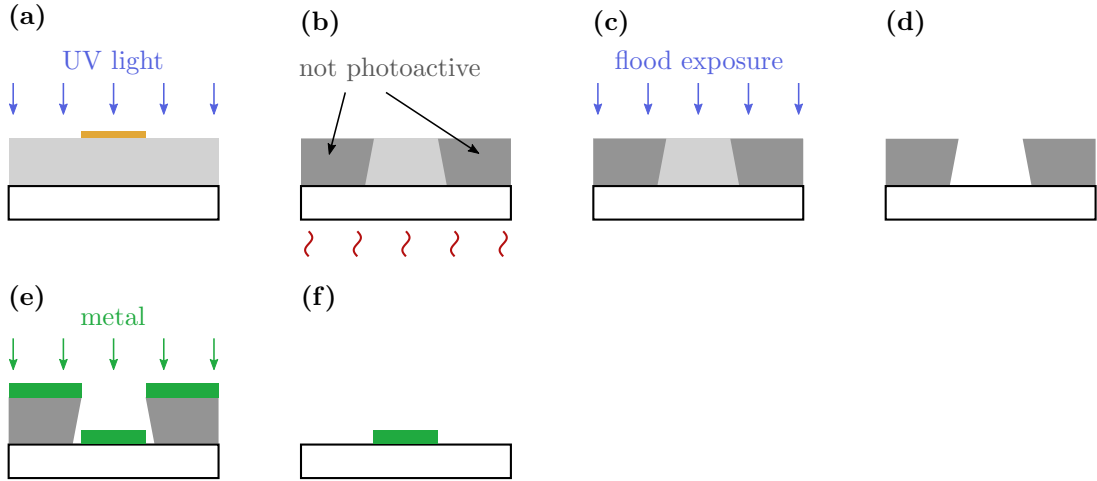 (a)
UV light
(b)
not photoactive
(c)
flood exposure
(d)
(e)
metal
(f)